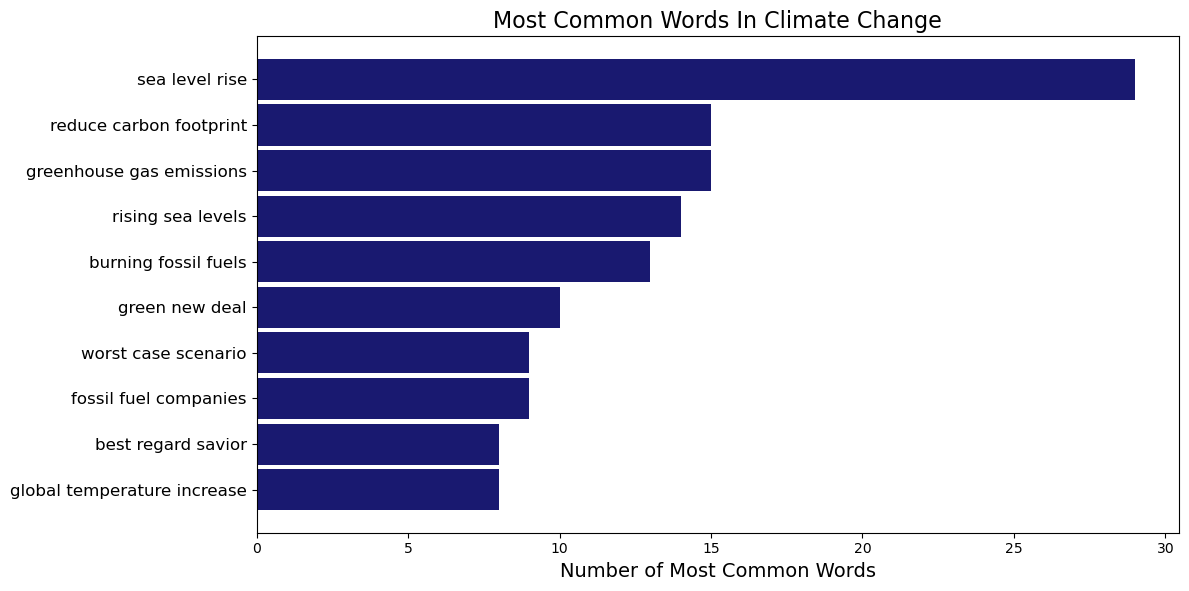 Most Common Words In Climate Change
sea level rise
reduce carbon footprint
greenhouse gas emissions
rising sea levels
burning fossil fuels
green new deal
worst case scenario
fossil fuel companies
best regard savior
global temperature increase
0 5 10 15 20 25 30
Number of Most Common Words